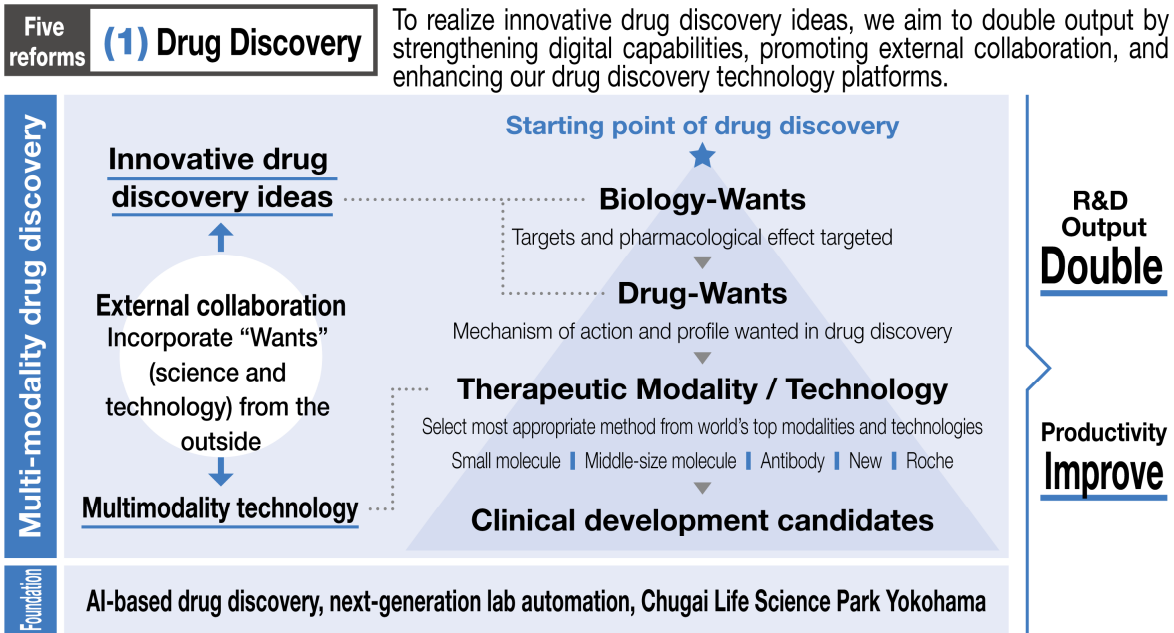 Five
reforms
(1) Drug Discovery
To realize innovative drug discovery ideas, we aim to double output by
strengthening digital capabilities, promoting external collaboration, and
enhancing our drug discovery technology platforms.
Multi-modality drug discovery
Innovative drug
discovery ideas
External collaboration
Incorporate “Wants”
(science and
technology) from the
outside
Multimodality technology
Starting point of drug discovery
Biology-Wants
Targets and pharmacological effect targeted
Drug-Wants
Mechanism of action and profile wanted in drug discovery
Therapeutic Modality / Technology
Select most appropriate method from world’s top modalities and technologies
Small molecule | Middle-size molecule | Antibody | New | Roche
Clinical development candidates
R&D
Output
Double
Productivity
Improve
Foundation
AI-based drug discovery, next-generation lab automation, Chugai Life Science Park Yokohama